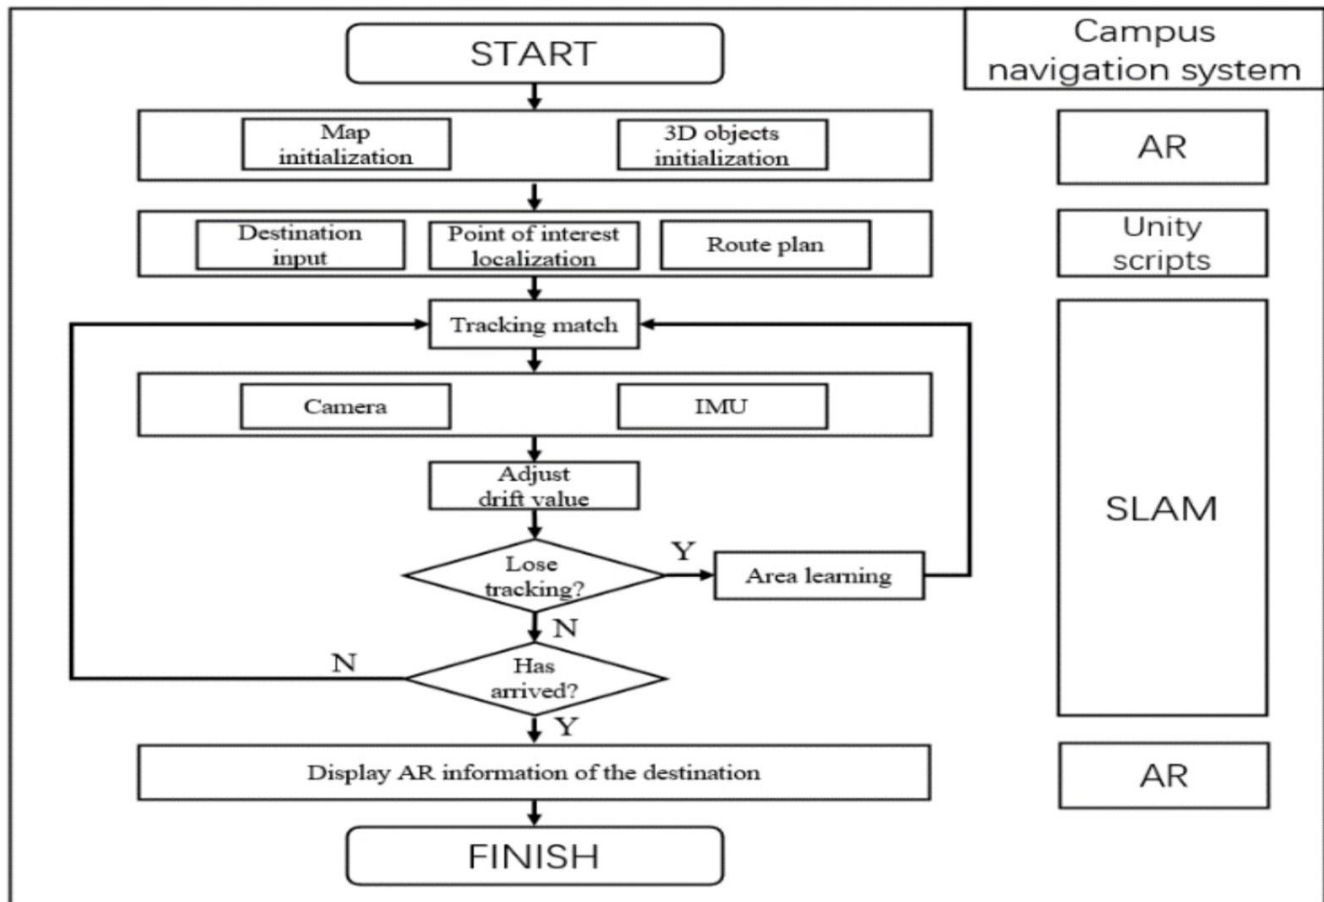 START
Campus
navigation system
Map
initialization
3D objects
initialization
AR
Destination
input
Point of interest
localization
Route plan
Unity
scripts
Tracking match
Camera
IMU
Adjust
drift value
SLAM
Lose
tracking?
Y
Area learning
N
Has
arrived?
N
Y
Display AR information of the destination
AR
FINISH